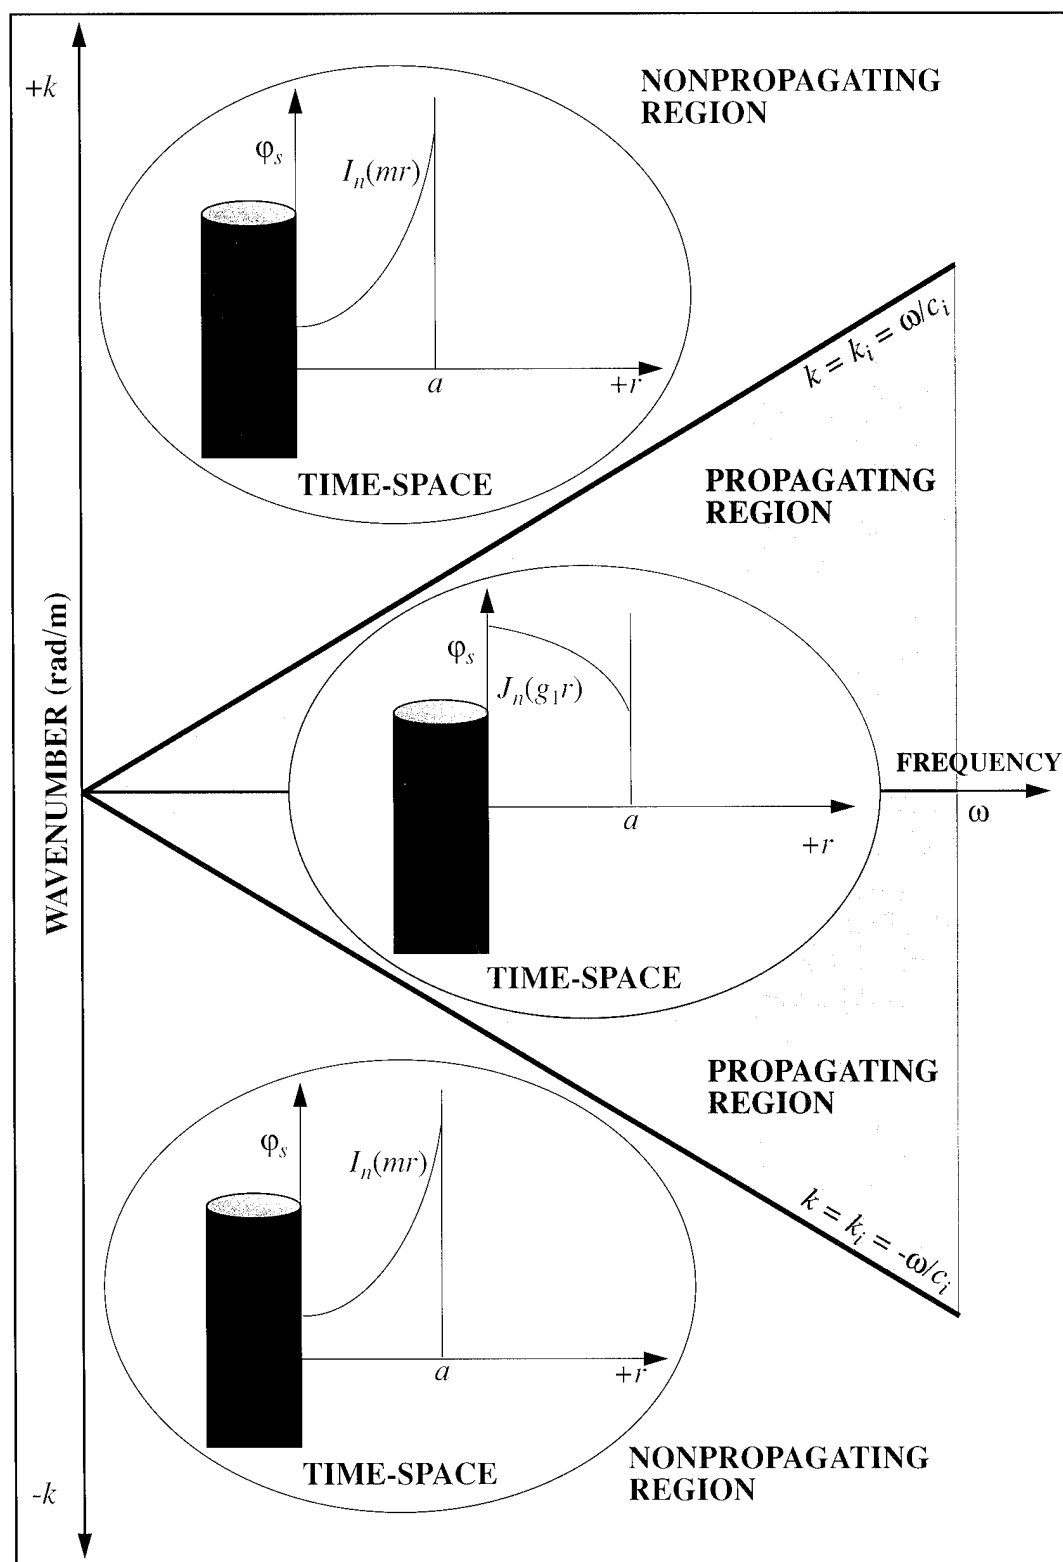 +k
NONPROPAGATING
REGION
φs
In(mr)
a
+r
TIME-SPACE
k = ki = ω/ci
PROPAGATING
REGION
WAVENUMBER (rad/m)
φs
Jn(g1r)
FREQUENCY
ω
a
+r
TIME-SPACE
PROPAGATING
REGION
φs
In(mr)
k = ki = -ω/ci
a
+r
TIME-SPACE
NONPROPAGATING
REGION
-k